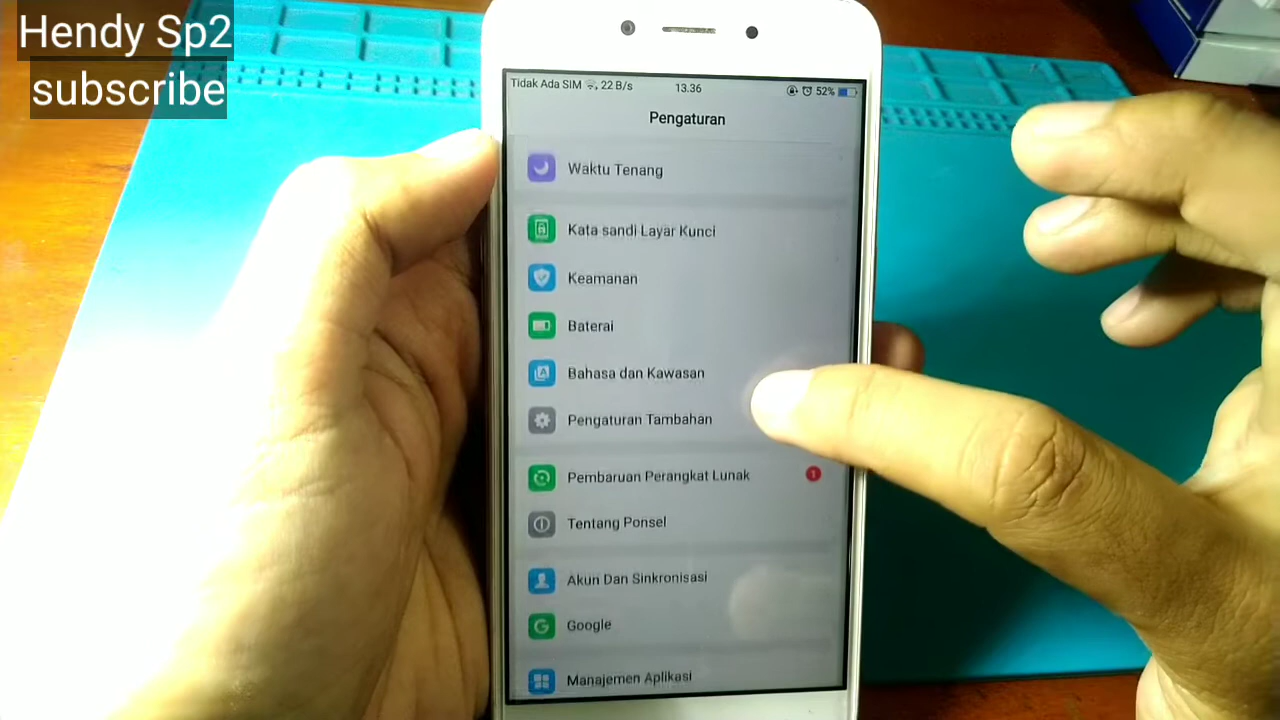 Hendy Sp2
subscribe
Tidak Ada SIM 22 B/s 13.36 52%
Pengaturan
Waktu Tenang
Kata sandi Layar Kunci
Keamanan
Baterai
Bahasa dan Kawasan
Pengaturan Tambahan
Pembaruan Perangkat Lunak 1
Tentang Ponsel
Akun Dan Sinkronisasi
Google
Manajemen Aplikasi